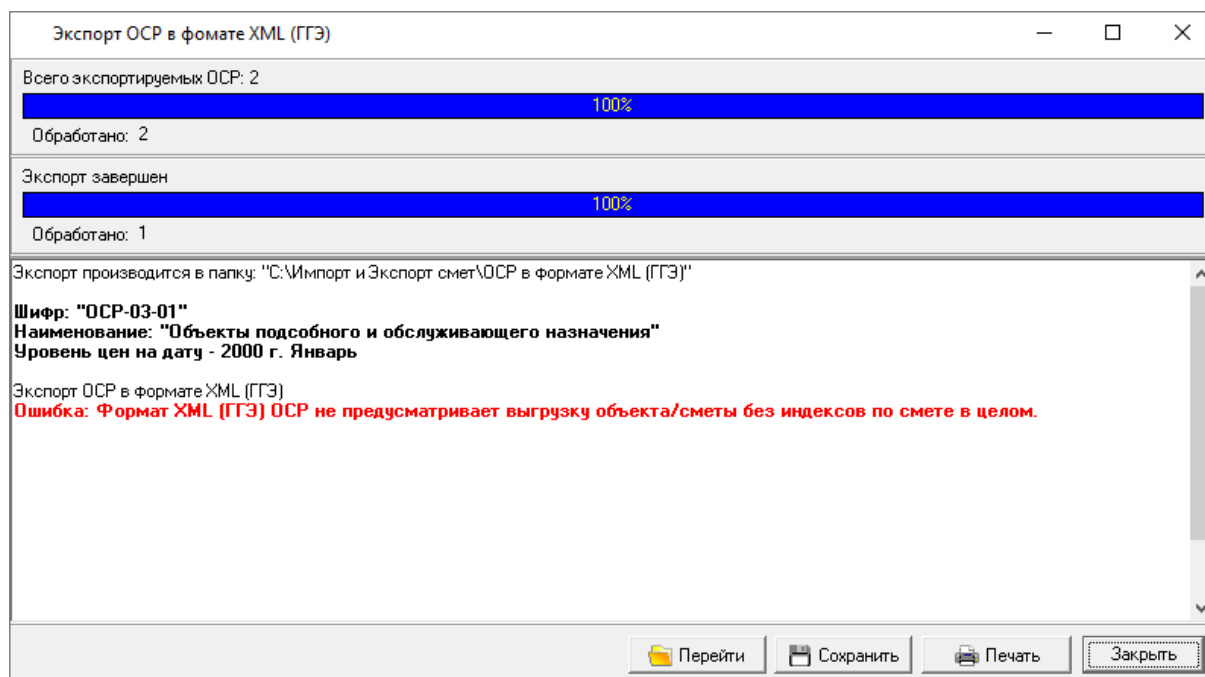 Экспорт ОСР в фомате XML (ГГЭ)
Всего экспортируемых ОСР: 2
100%
Обработано: 2
Экспорт завершен
100%
Обработано: 1
Экспорт производится в папку: "C:\Импорт и Экспорт смет\ОСР в формате XML (ГГЭ)"
Шифр: "ОСР-03-01"
Наименование: "Объекты подсобного и обслуживающего назначения"
Уровень цен на дату - 2000 г. Январь
Экспорт ОСР в формате XML (ГГЭ)
Ошибка: Формат XML (ГГЭ) ОСР не предусматривает выгрузку объекта/сметы без индексов по смете в целом.
Перейти Сохранить Печать Закрыть